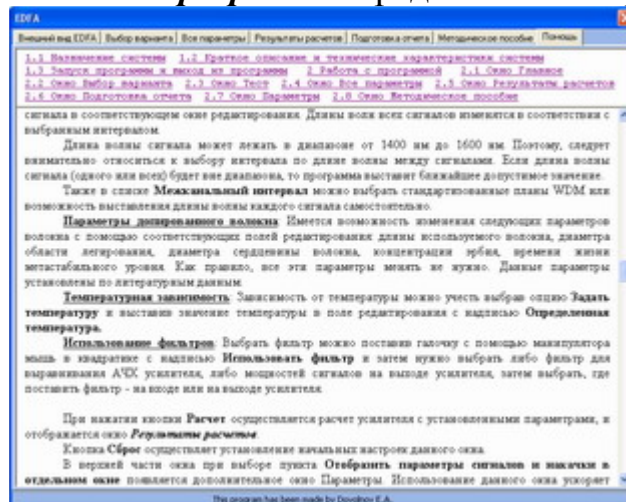 EDFA
Внешний вид EDFA Выбор варианта Все параметры Результаты расчетов Подготовка отчета Методическое пособие Помощь
1.1 Назначение системы 1.2 Краткое описание и технические характеристики системы
1.3 Запуск программы и выход из программы 2 Работа с программой 2.1 Окно Главное
2.2 Окно Выбор варианта 2.3 Окно Тест 2.4 Окно Все параметры 2.5 Окно Результаты расчетов
2.6 Окно Подготовка отчета 2.7 Окно Параметры 2.8 Окно Методическое пособие
сигнала в соответствующем окне редактирования. Длины волн всех сигналов изменятся в соответствии с
выбранным интервалом.
Длина волны сигнала может лежать в диапазоне от 1400 нм до 1600 нм. Поэтому, следует
внимательно относиться к выбору интервала по длине волны между сигналами. Если длина волны
сигнала (одного или всех) будет вне диапазона, то программа выставит ближайшее допустимое значение.
Также в списке Межканальный интервал можно выбрать стандартизованные планы WDM или
возможность выставления длины волны каждого сигнала самостоятельно.
Параметры допированного волокна: Имеется возможность изменения следующих параметров
волокна с помощью соответствующих полей редактирования: длины используемого волокна, диаметра
области легирования, диаметра сердцевины волокна, концентрации эрбия, времени жизни
метастабильного уровня. Как правило, все эти параметры менять не нужно. Данные параметры
установлены по литературным данным.
Температурная зависимость: Зависимость от температуры можно учесть выбрав опцию Задать
температуру и выставив значение температуры в поле редактирования с надписью Определенная
температура.
Использование фильтров: Выбрать фильтр можно поставив галочку с помощью манипулятора
мышь в квадратике с надписью Использовать фильтр и затем нужно выбрать либо фильтр для
выравнивания АЧХ усилителя, либо мощностей сигналов на выходе усилителя, затем выбрать, где
поставить фильтр - на входе или на выходе усилителя.
При нажатии кнопки Расчет осуществляется расчет усилителя с установленными параметрами, и
отображается окно Результаты расчетов.
Кнопка Сброс осуществляет установление начальных настроек данного окна.
В верхней части окна при выборе пункта Отобразить параметры сигналов и накачки в
отдельном окне появляется дополнительное окно Параметры. Использование данного окна ускоряет
This program has been made by